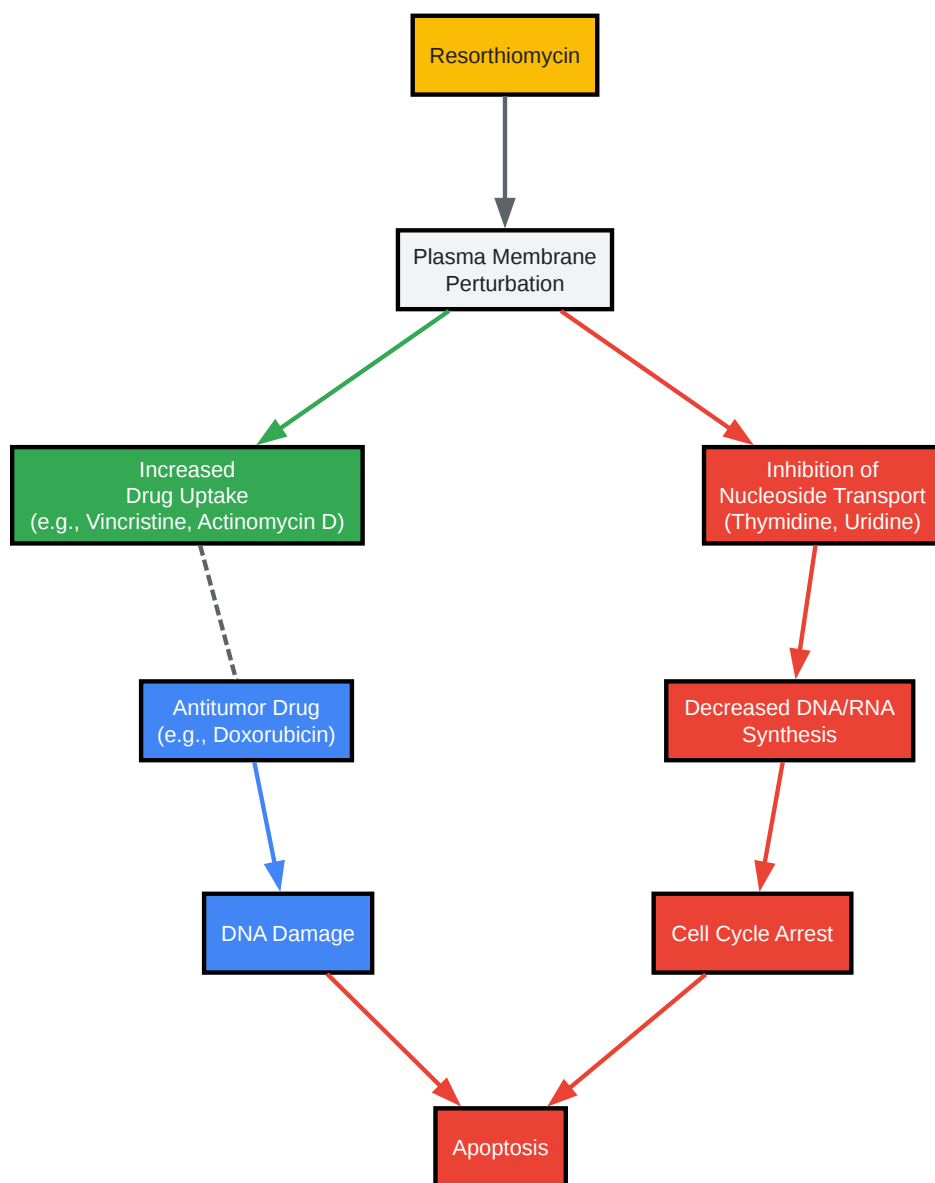 Resorthiomycin
Plasma Membrane
Perturbation
Increased
Drug Uptake
(e.g., Vincristine, Actinomycin D)
Inhibition of
Nucleoside Transport
(Thymidine, Uridine)
Antitumor Drug
(e.g., Doxorubicin)
Decreased DNA/RNA
Synthesis
DNA Damage
Cell Cycle Arrest
Apoptosis